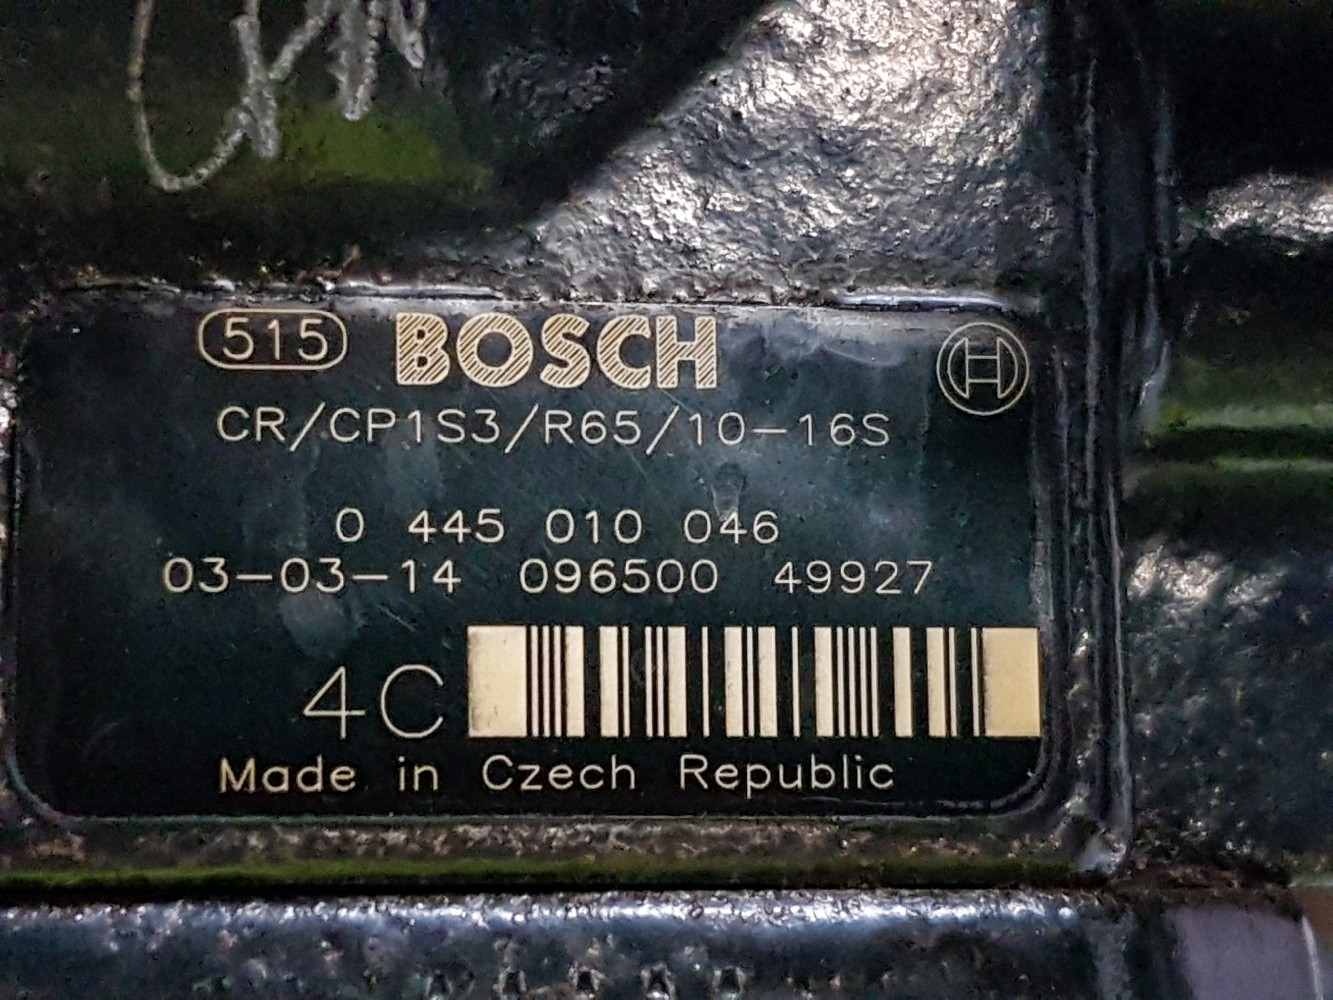 515 BOSCH
CR/CP1S3/R65/10-16S
0 445 010 046
03-03-14 096500 49927
4C
Made in Czech Republic